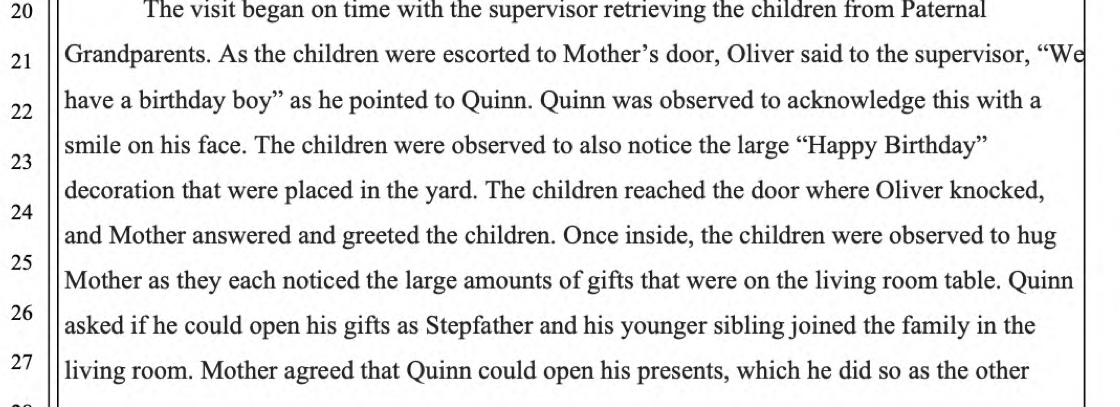 20 The visit began on time with the supervisor retrieving the children from Paternal
21 Grandparents. As the children were escorted to Mother’s door, Oliver said to the supervisor, “We
22 have a birthday boy” as he pointed to Quinn. Quinn was observed to acknowledge this with a
23 smile on his face. The children were observed to also notice the large “Happy Birthday”
24 decoration that were placed in the yard. The children reached the door where Oliver knocked,
25 and Mother answered and greeted the children. Once inside, the children were observed to hug
26 Mother as they each noticed the large amounts of gifts that were on the living room table. Quinn
27 asked if he could open his gifts as Stepfather and his younger sibling joined the family in the
living room. Mother agreed that Quinn could open his presents, which he did so as the other